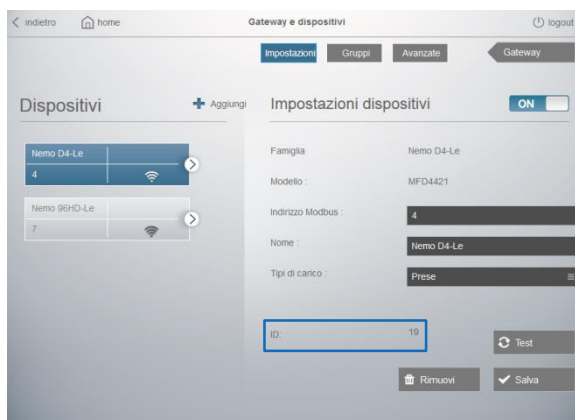 indietro home Gateway e dispositivi logout
Impostazioni Gruppi Avanzate Gateway
Dispositivi Aggiungi
Nemo D4-Le
4
Nemo 96HD-Le
7
Impostazioni dispositivi ON
Famiglia Nemo D4-Le
Modello : MFD4421
Indirizzo Modbus : 4
Nome : Nemo D4-Le
Tipi di carico : Prese
ID: 19
Test
Rimuovi Salva